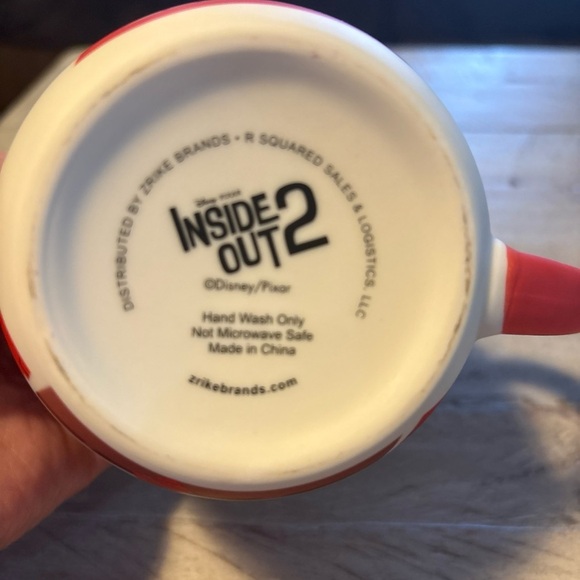 DISTRIBUTED BY ZRIKE BRANDS • R SQUARED SALES & LOGISTICS, LLC
Disney PIXAR
INSIDE
OUT 2
©Disney/Pixar
Hand Wash Only
Not Microwave Safe
Made in China
zrikebrands.com